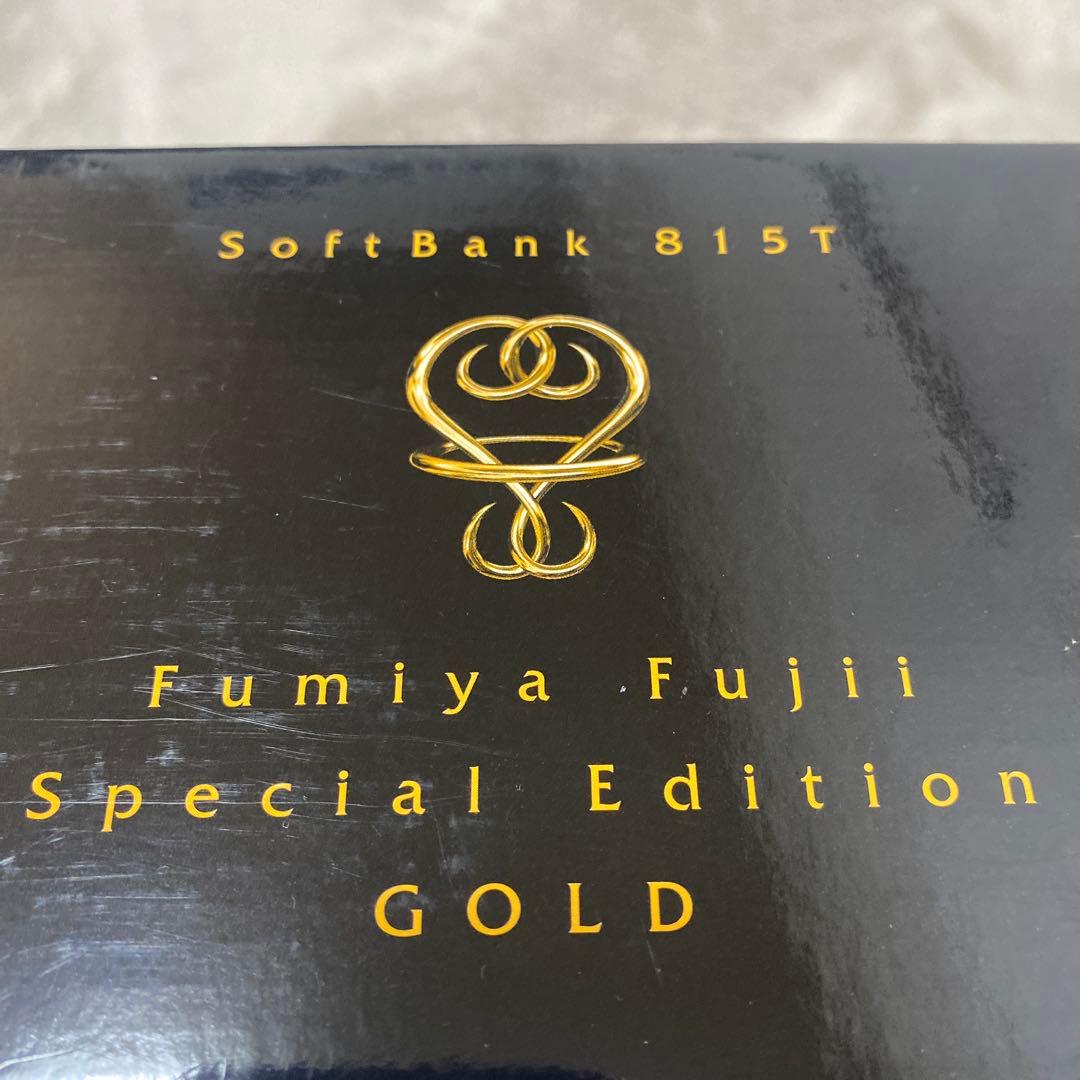 SoftBank 815T
Fumiya Fujii
Special Edition
GOLD